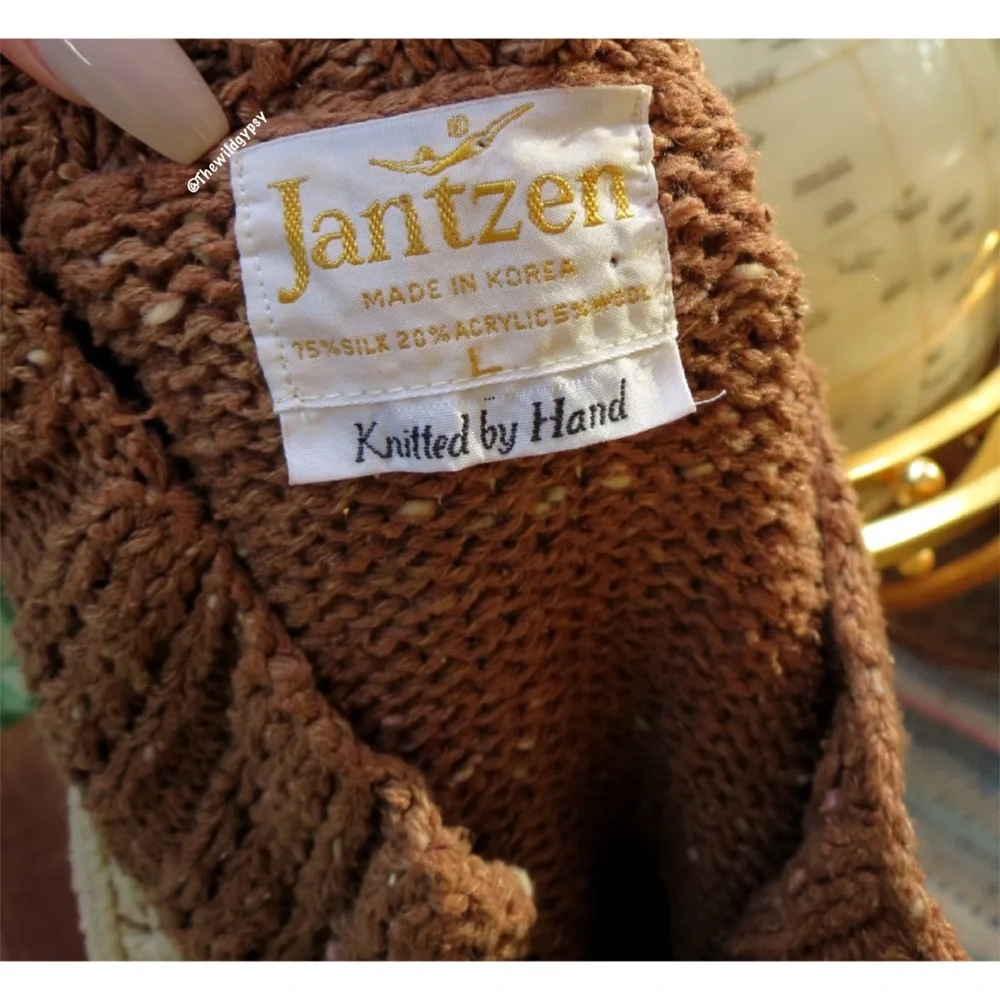 @Thewildgypsy
Jantzen
MADE IN KOREA
75%SILK 20%ACRYLIC 5%WOOL
L
Knitted by Hand